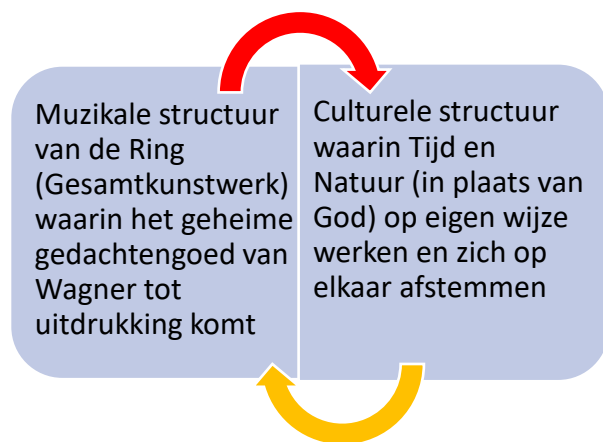 Muzikale structuur
van de Ring
(Gesamtkunstwerk)
waarin het geheime
gedachtengoed van
Wagner tot
uitdrukking komt
Culturele structuur
waarin Tijd en
Natuur (in plaats van
God) op eigen wijze
werken en zich op
elkaar afstemmen